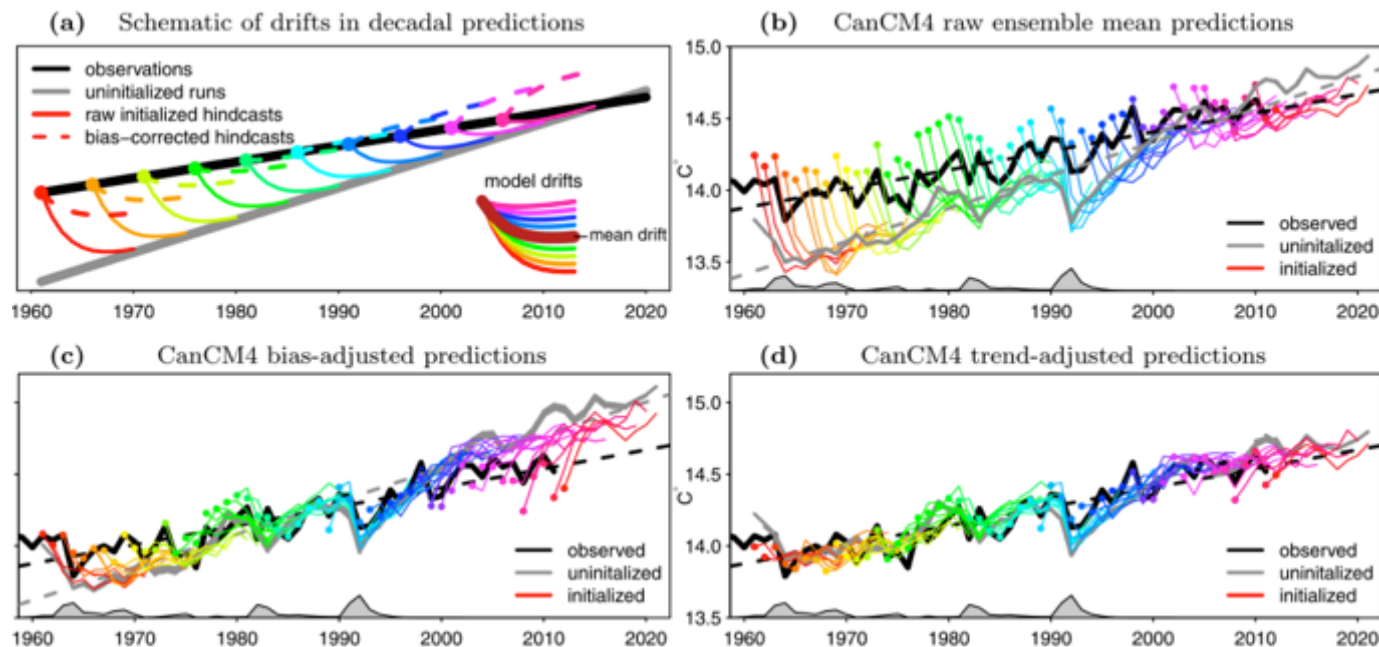 (a) Schematic of drifts in decadal predictions
observations
uninitialized runs
raw initialized hindcasts
bias-corrected hindcasts
model drifts
mean drift
1960 1970 1980 1990 2000 2010 2020
(b) CanCM4 raw ensemble mean predictions
15.0
14.5
C°
14.0
13.5
observed
uninitalized
initialized
1960 1970 1980 1990 2000 2010 2020
(c) CanCM4 bias-adjusted predictions
observed
uninitalized
initialized
1960 1970 1980 1990 2000 2010 2020
(d) CanCM4 trend-adjusted predictions
15.0
14.5
C°
14.0
13.5
observed
uninitalized
initialized
1960 1970 1980 1990 2000 2010 2020